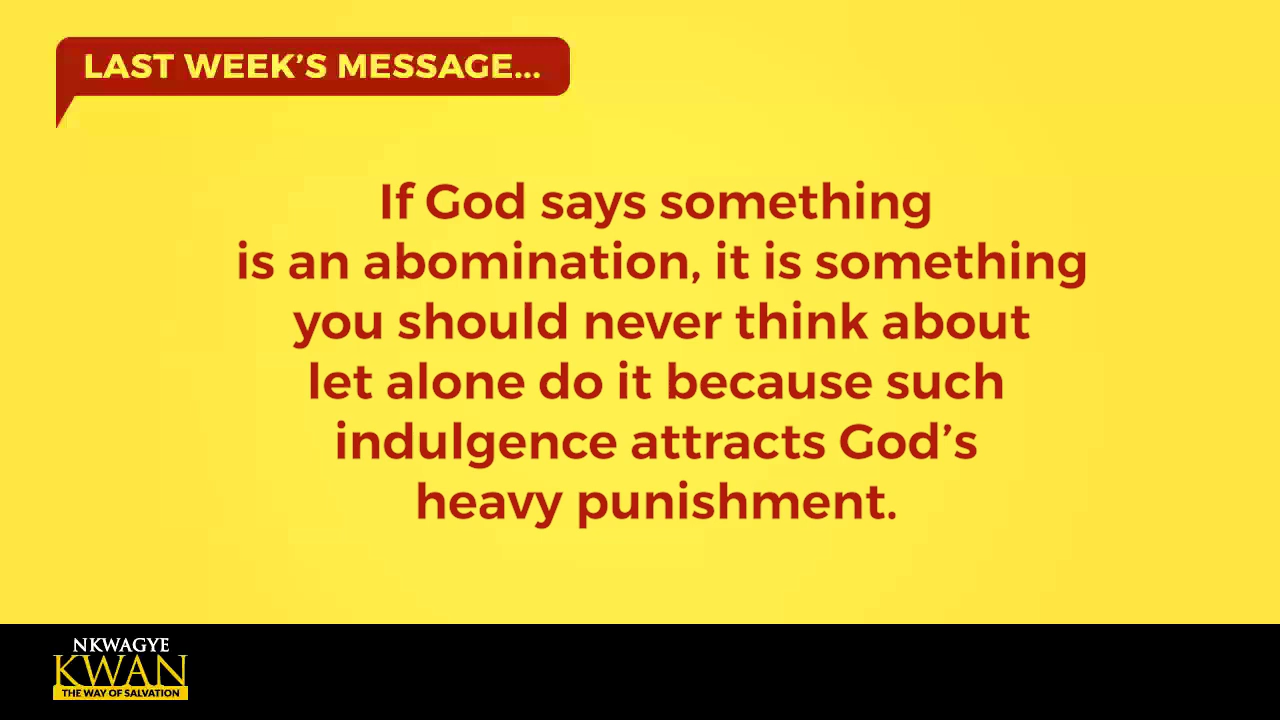 LAST WEEK’S MESSAGE...
If God says something
is an abomination, it is something
you should never think about
let alone do it because such
indulgence attracts God’s
heavy punishment.
NKWAGYE
KWAN
THE WAY OF SALVATION